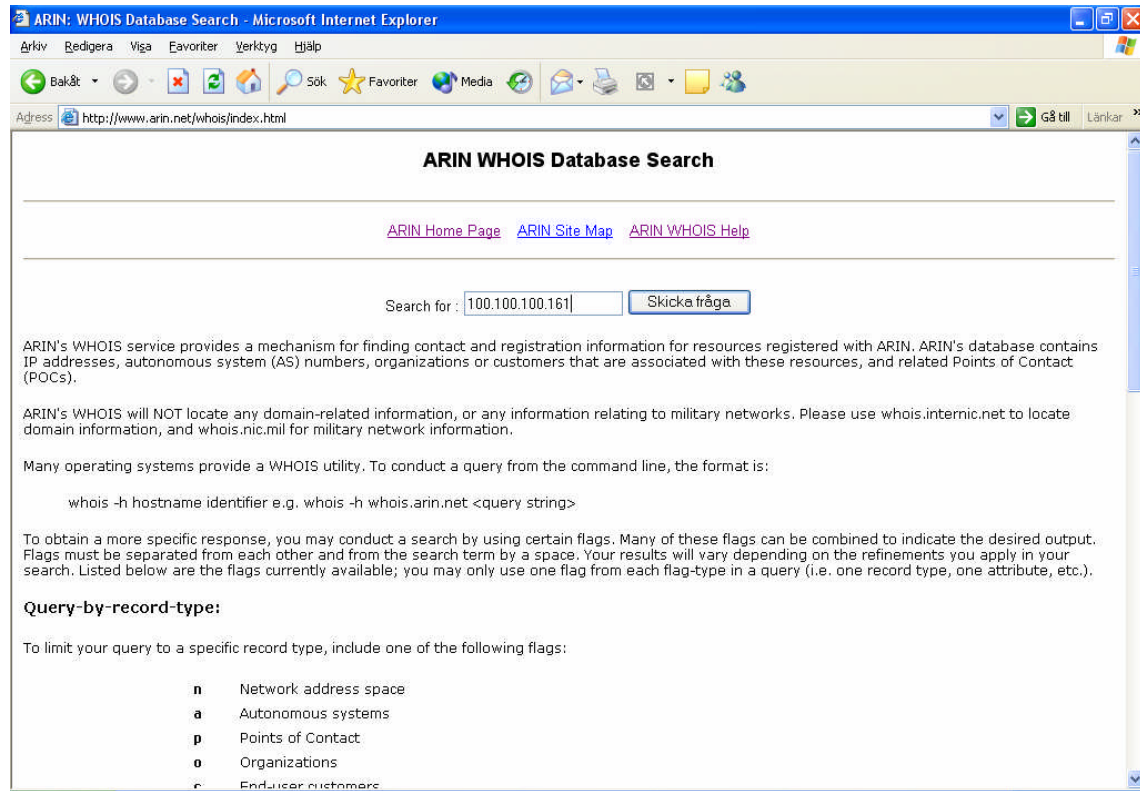 ARIN: WHOIS Database Search - Microsoft Internet Explorer
Arkiv Redigera Visa Favoriter Verktyg Hjälp
Bakåt Sök Favoriter Media
Adress http://www.arin.net/whois/index.html Gå till Länkar »
ARIN WHOIS Database Search
ARIN Home Page ARIN Site Map ARIN WHOIS Help
Search for : 100.100.100.161 Skicka fråga
ARIN's WHOIS service provides a mechanism for finding contact and registration information for resources registered with ARIN. ARIN's database contains
IP addresses, autonomous system (AS) numbers, organizations or customers that are associated with these resources, and related Points of Contact
(POCs).
ARIN's WHOIS will NOT locate any domain-related information, or any information relating to military networks. Please use whois.internic.net to locate
domain information, and whois.nic.mil for military network information.
Many operating systems provide a WHOIS utility. To conduct a query from the command line, the format is:
whois -h hostname identifier e.g. whois -h whois.arin.net <query string>
To obtain a more specific response, you may conduct a search by using certain flags. Many of these flags can be combined to indicate the desired output.
Flags must be separated from each other and from the search term by a space. Your results will vary depending on the refinements you apply in your
search. Listed below are the flags currently available; you may only use one flag from each flag-type in a query (i.e. one record type, one attribute, etc.).
Query-by-record-type:
To limit your query to a specific record type, include one of the following flags:
n Network address space
a Autonomous systems
p Points of Contact
o Organizations
c End-user customers